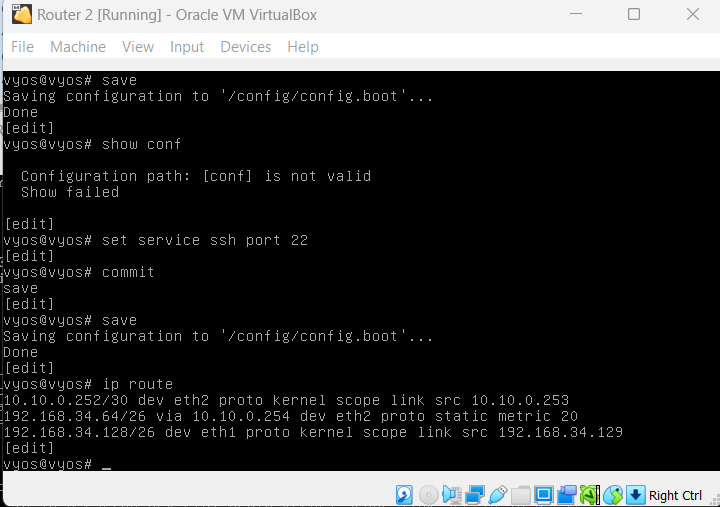 Router 2 [Running] - Oracle VM VirtualBox
File Machine View Input Devices Help
vyos@vyos# save
Saving configuration to '/config/config.boot'...
Done
[edit]
vyos@vyos# show conf
Configuration path: [conf] is not valid
Show failed
[edit]
vyos@vyos# set service ssh port 22
[edit]
vyos@vyos# commit
save
[edit]
vyos@vyos# save
Saving configuration to '/config/config.boot'...
Done
[edit]
vyos@vyos# ip route
10.10.0.252/30 dev eth2 proto kernel scope link src 10.10.0.253
192.168.34.64/26 via 10.10.0.254 dev eth2 proto static metric 20
192.168.34.128/26 dev eth1 proto kernel scope link src 192.168.34.129
[edit]
vyos@vyos# _
Right Ctrl